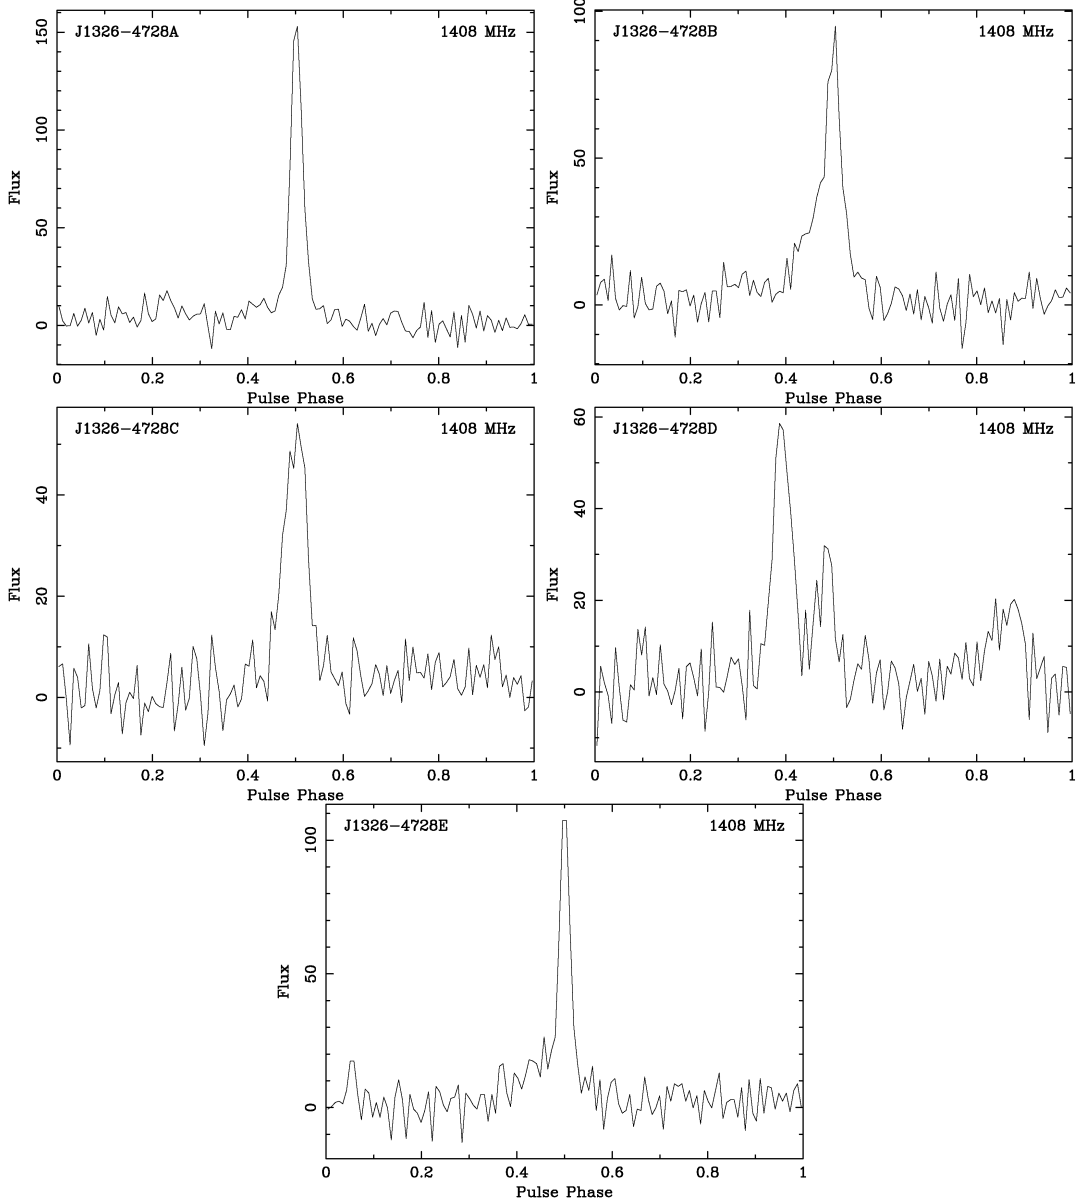 J1326−4728A 1408 MHz
150
100
50
0
Flux
0 0.2 0.4 0.6 0.8 1
Pulse Phase
J1326−4728B 1408 MHz
100
50
0
Flux
0 0.2 0.4 0.6 0.8 1
Pulse Phase
J1326−4728C 1408 MHz
40
20
0
Flux
0 0.2 0.4 0.6 0.8 1
Pulse Phase
J1326−4728D 1408 MHz
60
40
20
0
Flux
0 0.2 0.4 0.6 0.8 1
Pulse Phase
J1326−4728E 1408 MHz
100
50
0
Flux
0 0.2 0.4 0.6 0.8 1
Pulse Phase